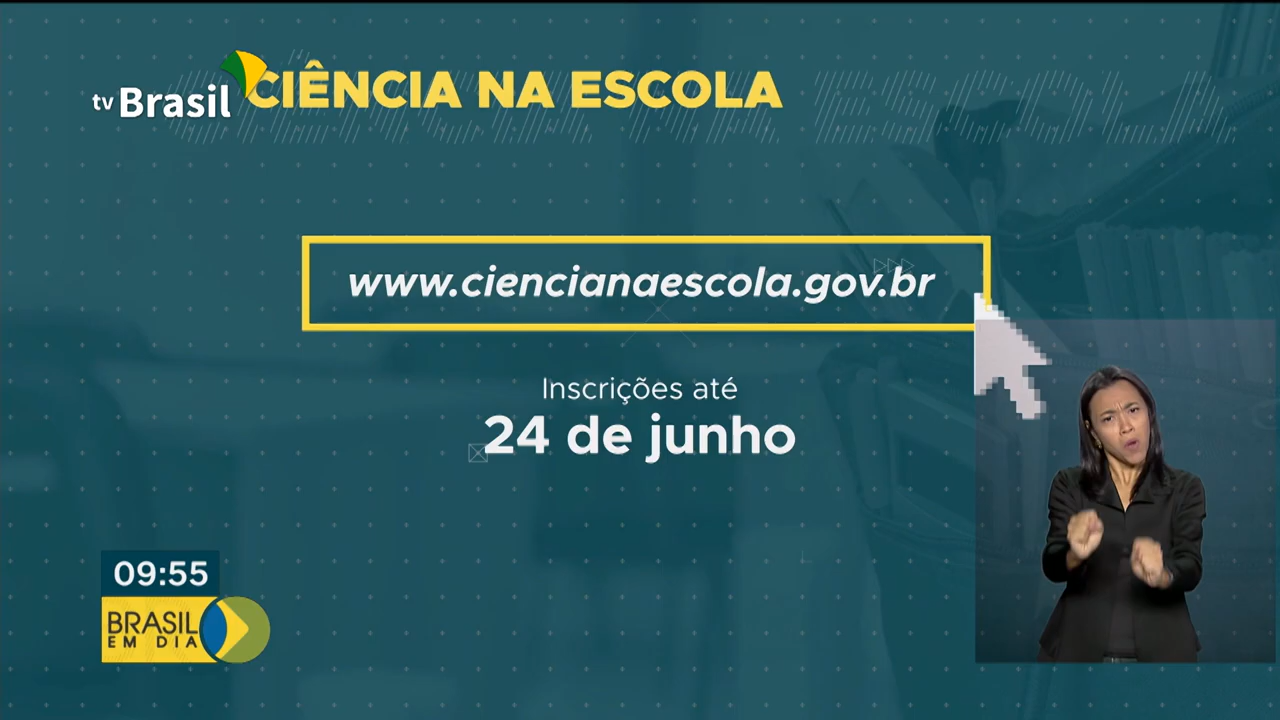 tv Brasil
CIÊNCIA NA ESCOLA
www.ciencianaescola.gov.br
Inscrições até
24 de junho
09:55
BRASIL
EM DIA